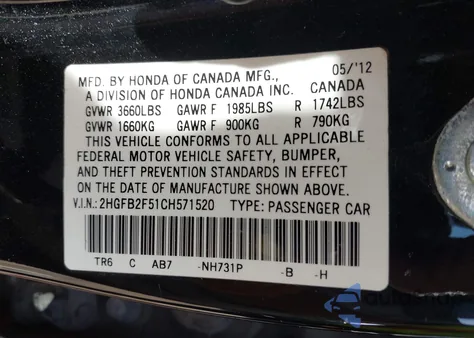 MFD. BY HONDA OF CANADA MFG., 05/'12
A DIVISION OF HONDA CANADA INC. CANADA
GVWR 3660LBS GAWR F 1985LBS R 1742LBS
GVWR 1660KG GAWR F 900KG R 790KG
THIS VEHICLE CONFORMS TO ALL APPLICABLE
FEDERAL MOTOR VEHICLE SAFETY, BUMPER,
AND THEFT PREVENTION STANDARDS IN EFFECT
ON THE DATE OF MANUFACTURE SHOWN ABOVE.
V.I.N.: 2HGFB2F51CH571520 TYPE: PASSENGER CAR
TR6 C AB7 -NH731P -B -H